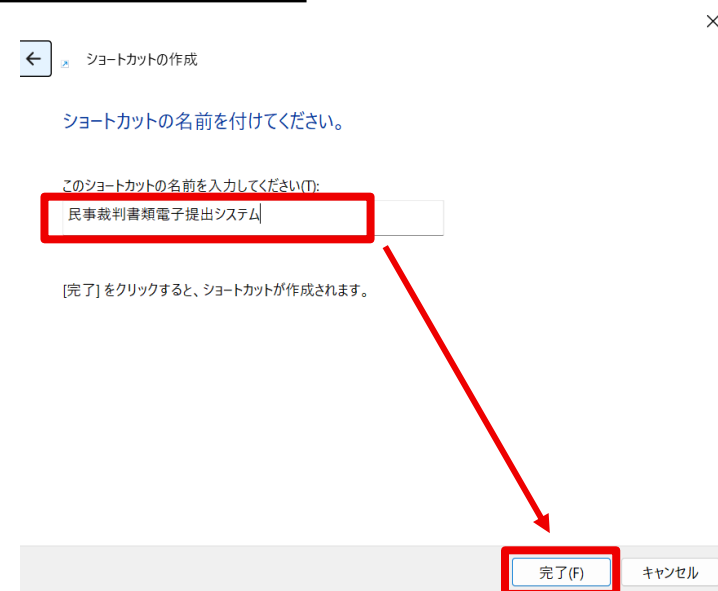 ショートカットの作成
ショートカットの名前を付けてください。
このショートカットの名前を入力してください(T):
民事裁判書類電子提出システム
[完了] をクリックすると、ショートカットが作成されます。
完了(F)
キャンセル